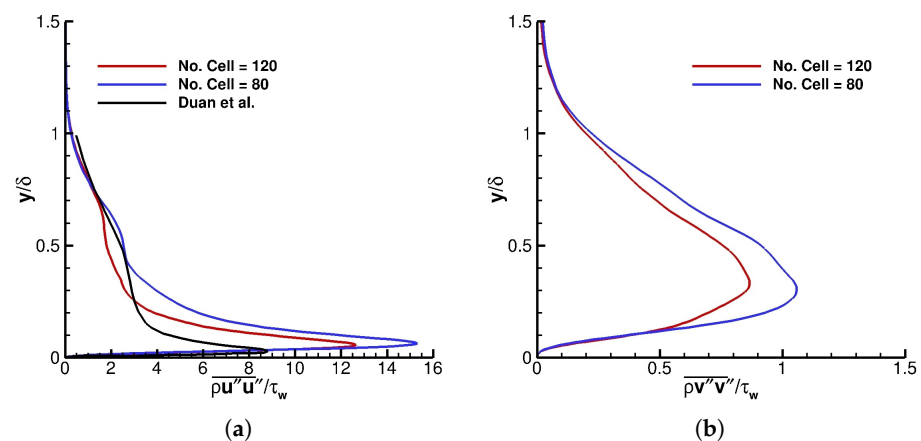 1.5
No. Cell = 120
No. Cell = 80
Duan et al.
1
y/δ
0.5
0
0 2 4 6 8 10 12 14 16
ρu″u″/τw
(a)
1.5
No. Cell = 120
No. Cell = 80
1
y/δ
0.5
0
0 0.5 1 1.5
ρv″v″/τw
(b)